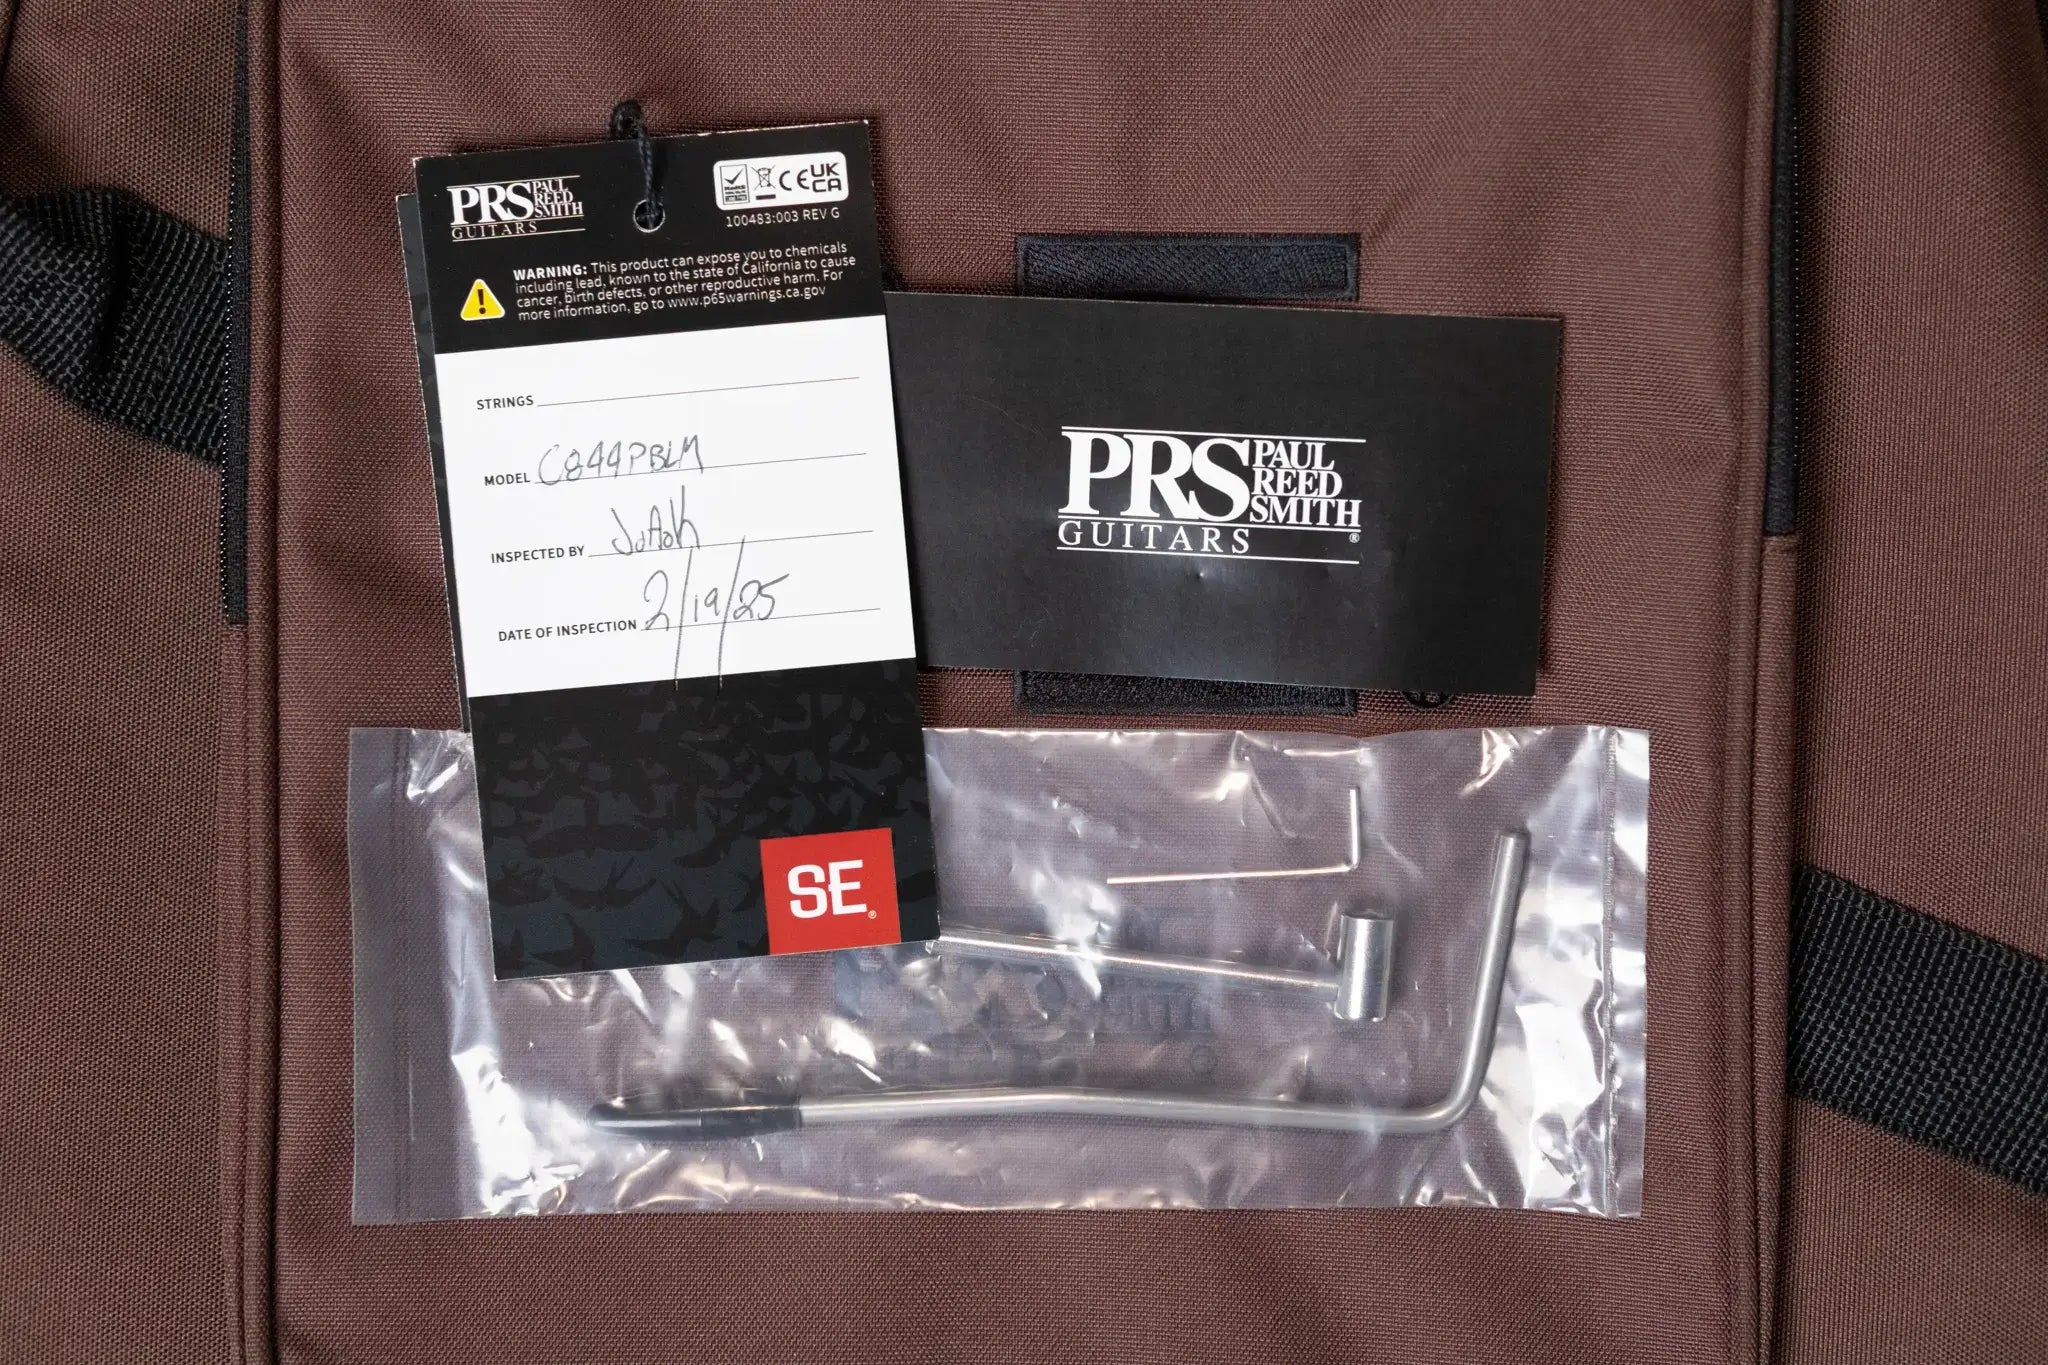 PRS PAUL REED SMITH
GUITARS
CE UK CA
100483:003 REV G
WARNING: This product can expose you to chemicals
including lead, known to the state of California to cause
cancer, birth defects, or other reproductive harm. For
more information, go to www.p65warnings.ca.gov
STRINGS
MODEL C844PBLM
INSPECTED BY
DATE OF INSPECTION 2/19/25
SE®
PRS PAUL REED SMITH®
GUITARS